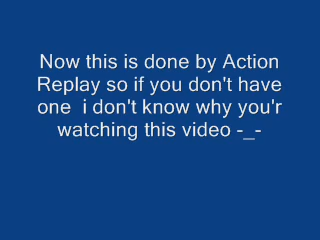 Now this is done by Action
Replay so if you don't have
one  i don't know why you'r
watching this video -_-